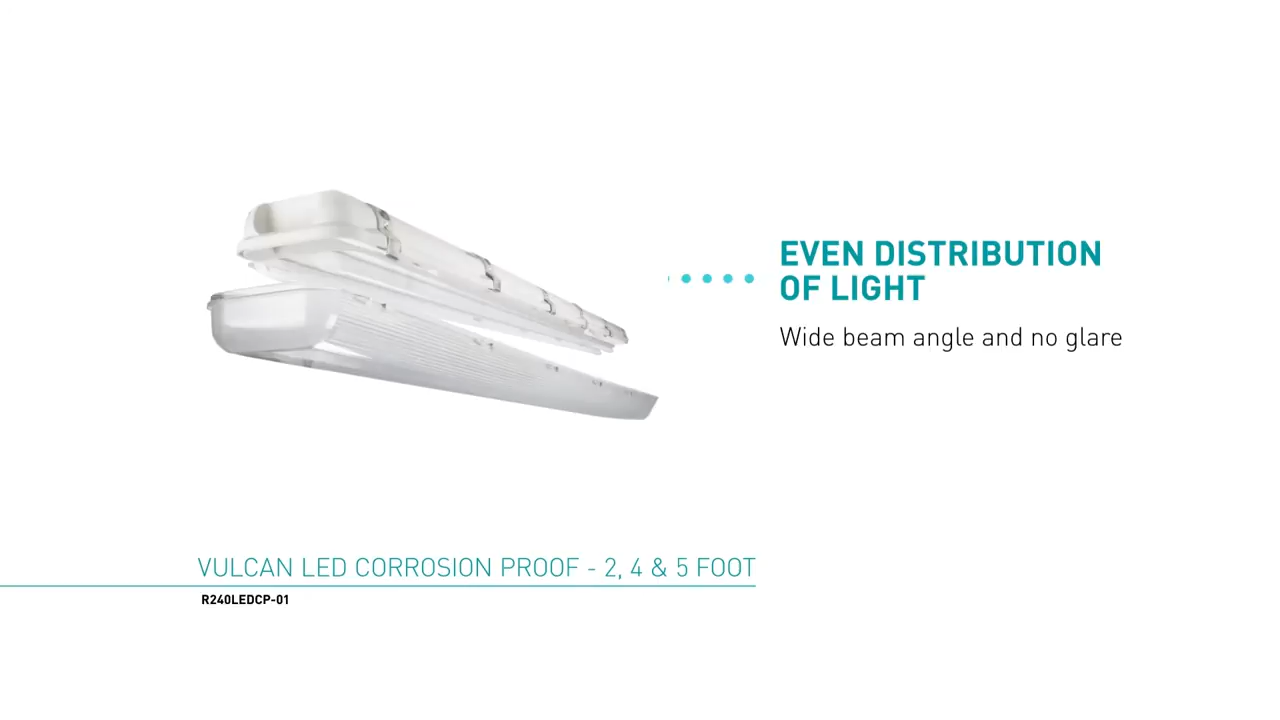 EVEN DISTRIBUTION
OF LIGHT
Wide beam angle and no glare
VULCAN LED CORROSION PROOF - 2, 4 & 5 FOOT
R240LEDCP-01